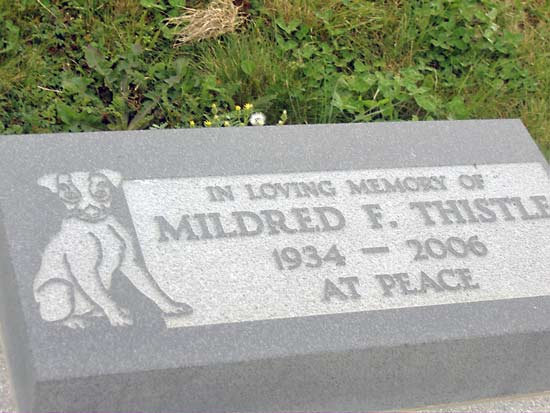 IN LOVING MEMORY OF
MILDRED F. THISTLE
1934 — 2006
AT PEACE